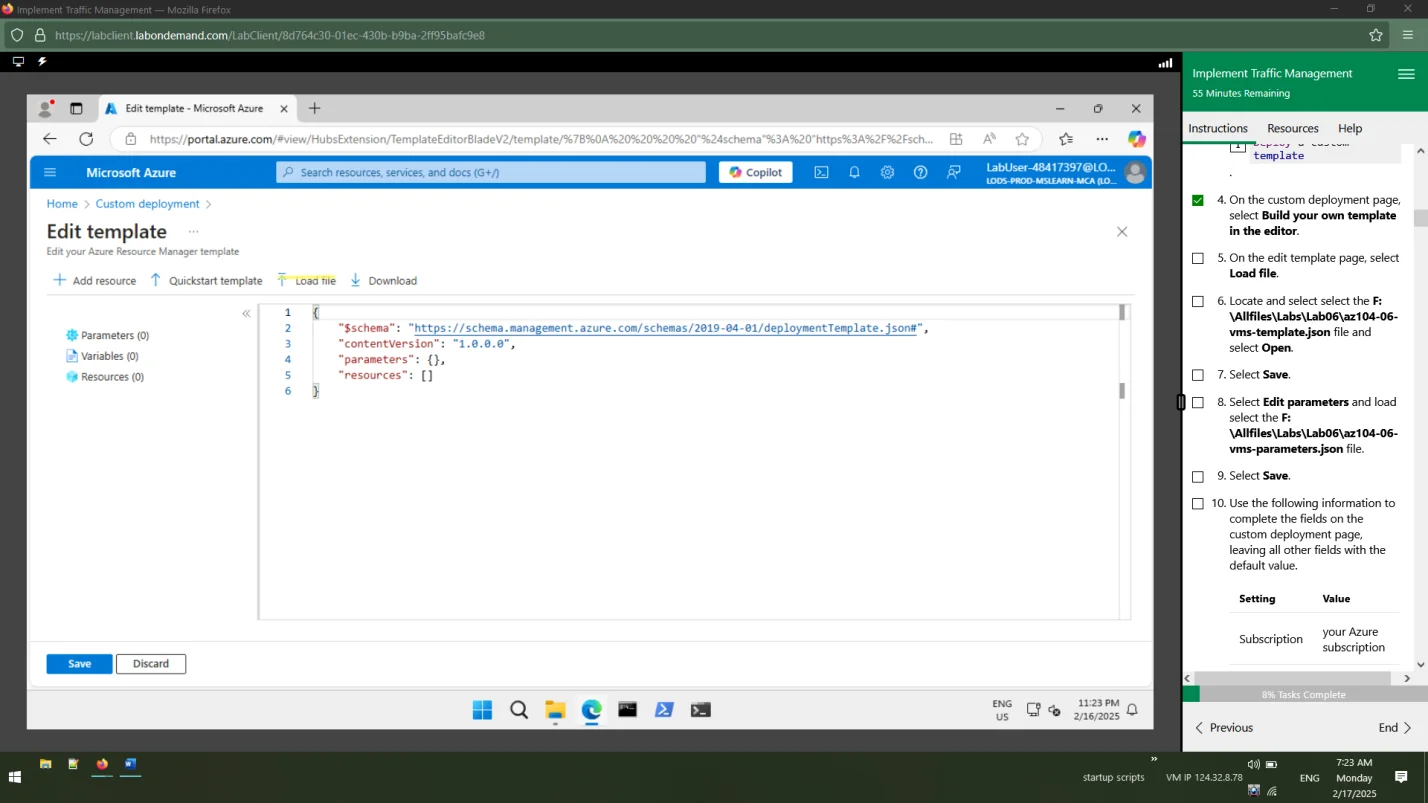 Implement Traffic Management — Mozilla Firefox
https://labclient.labondemand.com/LabClient/8d764c30-01ec-430b-b9ba-2ff95bafc9e8
Edit template - Microsoft Azure
https://portal.azure.com/#view/HubsExtension/TemplateEditorBladeV2/template/%7B%0A%20%20%20%20"%24schema"%3A%20"https%3A%2F%2Fsch...
Microsoft Azure
Search resources, services, and docs (G+/)
Copilot
LabUser-48417397@LO...
LODS-PROD-MSLEARN-MCA (LO...
Home > Custom deployment >
Edit template ...
Edit your Azure Resource Manager template
Add resource Quickstart template Load file Download
Parameters (0)
Variables (0)
Resources (0)
1 {
2 "$schema": "https://schema.management.azure.com/schemas/2019-04-01/deploymentTemplate.json#",
3 "contentVersion": "1.0.0.0",
4 "parameters": {},
5 "resources": []
6 }
Save Discard
ENG
US
11:23 PM
2/16/2025
Implement Traffic Management
55 Minutes Remaining
Instructions Resources Help
template
.
4. On the custom deployment page,
select Build your own template
in the editor.
5. On the edit template page, select
Load file.
6. Locate and select select the F:
\Allfiles\Labs\Lab06\az104-06-
vms-template.json file and
select Open.
7. Select Save.
8. Select Edit parameters and load
select the F:
\Allfiles\Labs\Lab06\az104-06-
vms-parameters.json file.
9. Select Save.
10. Use the following information to
complete the fields on the
custom deployment page,
leaving all other fields with the
default value.
Setting Value
Subscription your Azure
subscription
8% Tasks Complete
< Previous End >
startup scripts
VM IP 124.32.8.78
ENG
7:23 AM
Monday
2/17/2025